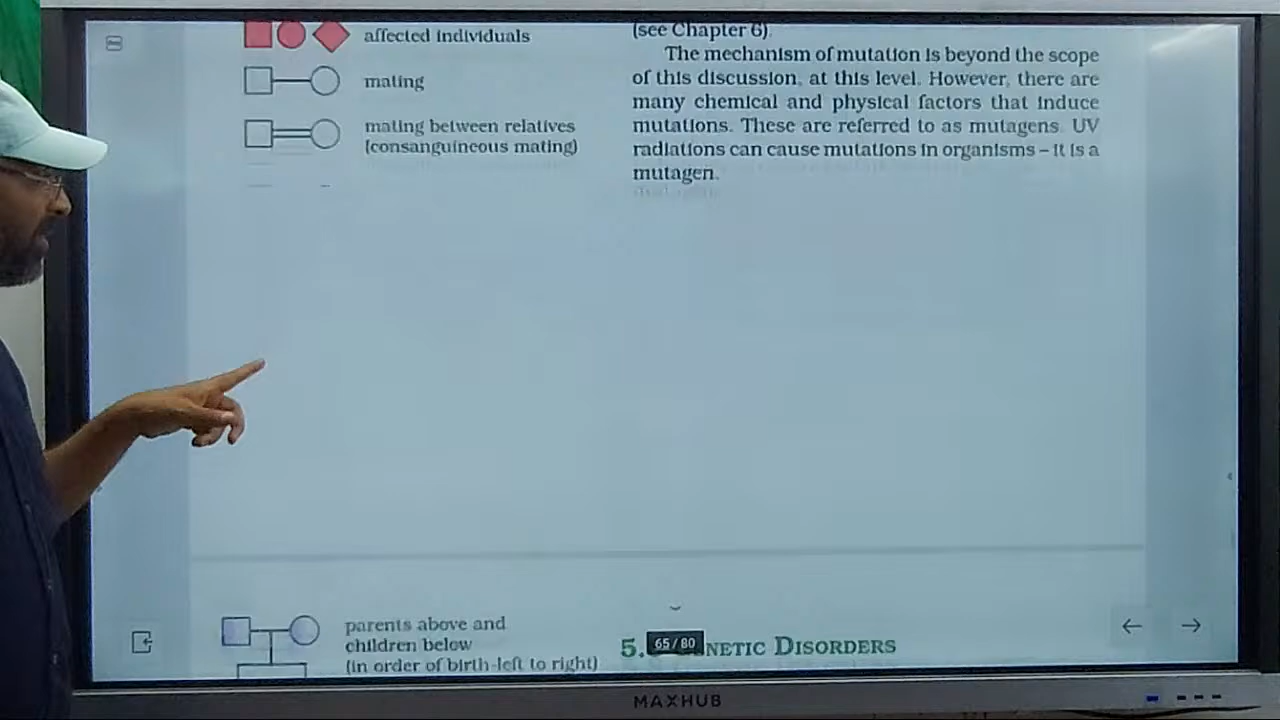 affected individuals
mating
mating between relatives
(consanguineous mating)
(see Chapter 6).
The mechanism of mutation is beyond the scope
of this discussion, at this level. However, there are
many chemical and physical factors that induce
mutations. These are referred to as mutagens. UV
radiations can cause mutations in organisms – it is a
mutagen.
parents above and
children below
(in order of birth-left to right)
5.
65 / 80
NETIC DISORDERS
MAXHUB